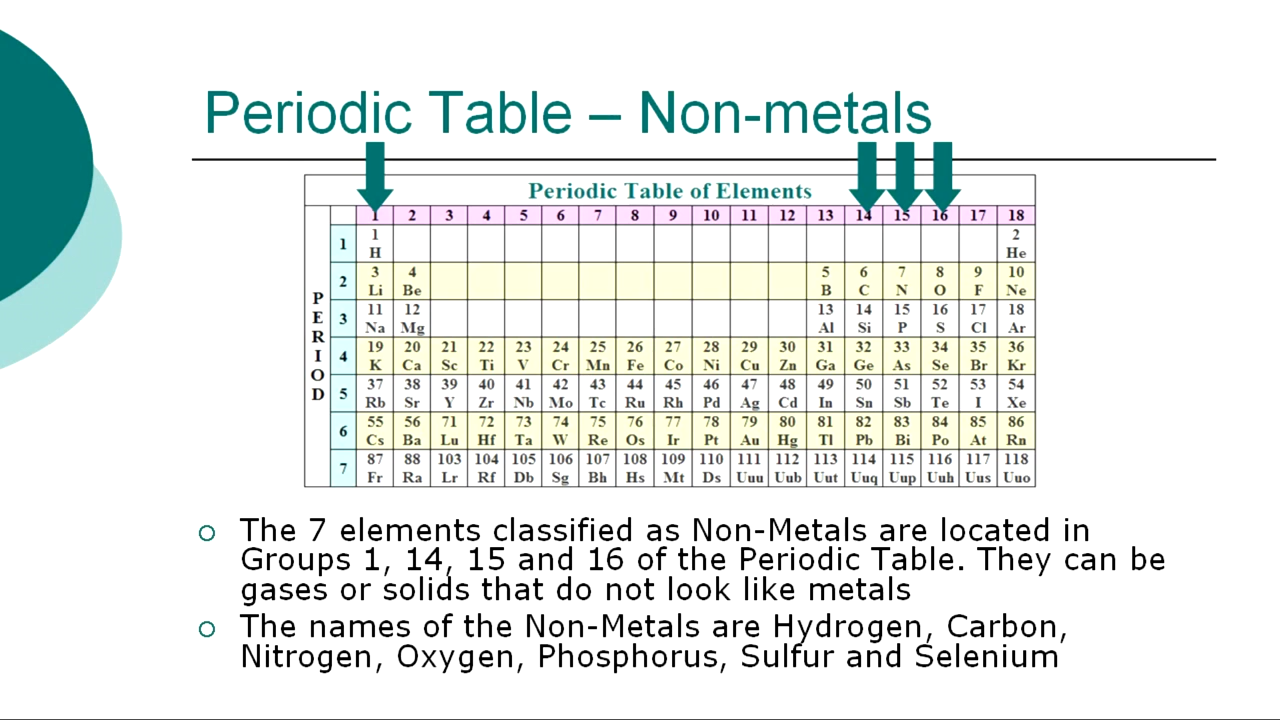 Periodic Table – Non-metals
Periodic Table of Elements
1 2 3 4 5 6 7 8 9 10 11 12 13 14 15 16 17 18
PERIOD
1 1 2
H He
2 3 4 5 6 7 8 9 10
Li Be B C N O F Ne
3 11 12 13 14 15 16 17 18
Na Mg Al Si P S Cl Ar
4 19 20 21 22 23 24 25 26 27 28 29 30 31 32 33 34 35 36
K Ca Sc Ti V Cr Mn Fe Co Ni Cu Zn Ga Ge As Se Br Kr
5 37 38 39 40 41 42 43 44 45 46 47 48 49 50 51 52 53 54
Rb Sr Y Zr Nb Mo Tc Ru Rh Pd Ag Cd In Sn Sb Te I Xe
6 55 56 71 72 73 74 75 76 77 78 79 80 81 82 83 84 85 86
Cs Ba Lu Hf Ta W Re Os Ir Pt Au Hg Tl Pb Bi Po At Rn
7 87 88 103 104 105 106 107 108 109 110 111 112 113 114 115 116 117 118
Fr Ra Lr Rf Db Sg Bh Hs Mt Ds Uuu Uub Uut Uuq Uup Uuh Uus Uuo
The 7 elements classified as Non-Metals are located in
Groups 1, 14, 15 and 16 of the Periodic Table. They can be
gases or solids that do not look like metals
The names of the Non-Metals are Hydrogen, Carbon,
Nitrogen, Oxygen, Phosphorus, Sulfur and Selenium